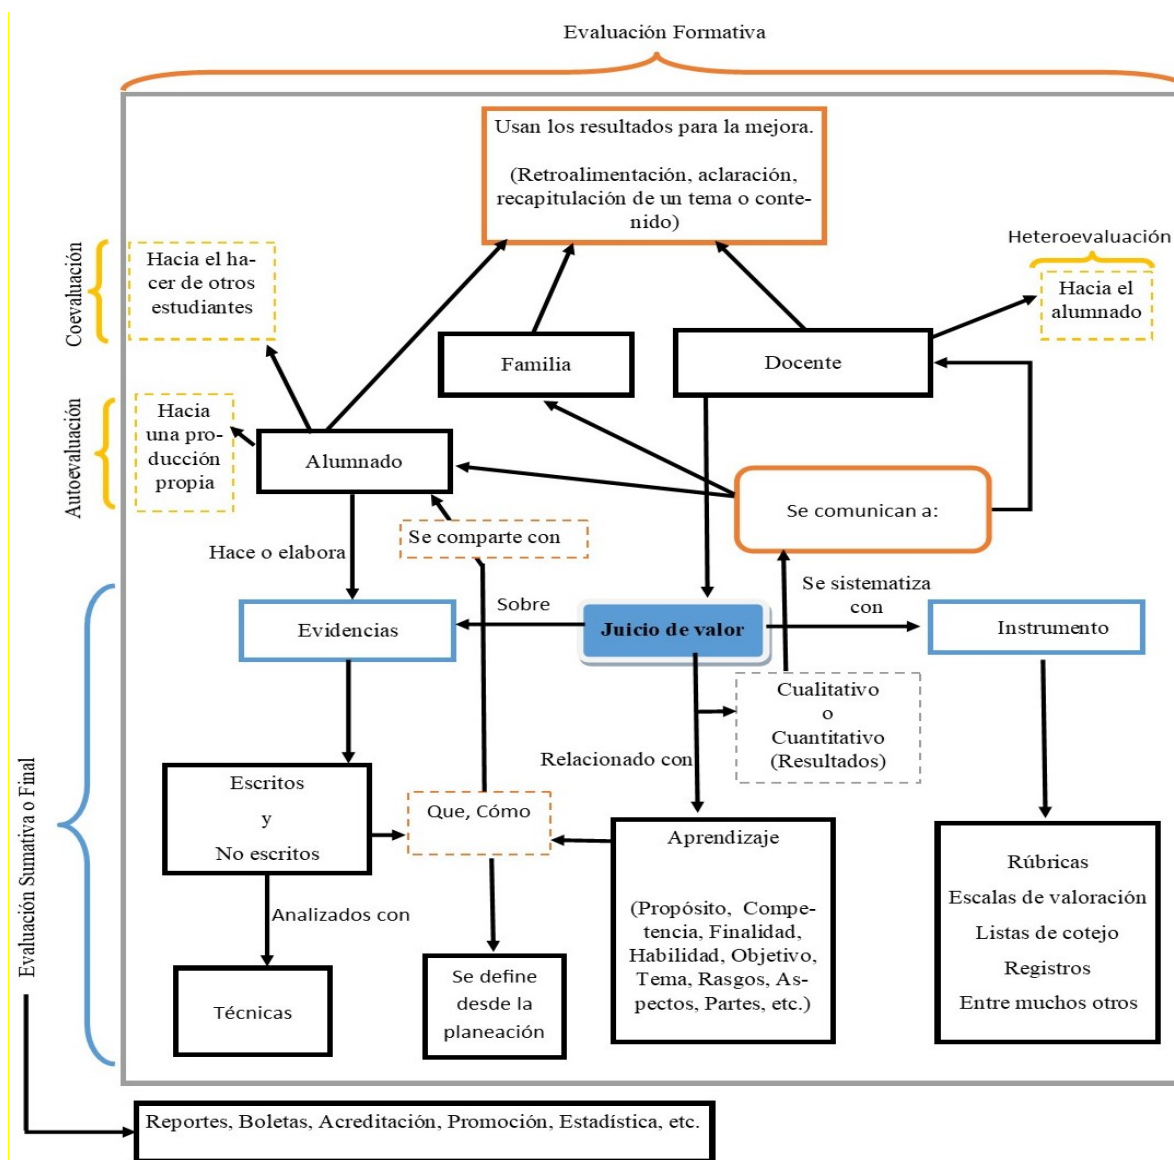 Evaluación Formativa
Usan los resultados para la mejora.
(Retroalimentación, aclaración,
recapitulación de un tema o conte-
nido)
Coevaluación
Hacia el ha-
cer de otros
estudiantes
Heteroevaluación
Hacia el
alumnado
Familia
Docente
Autoevaluación
Hacia
una pro-
ducción
propia
Alumnado
Se comunican a:
Se comparte con
Hace o elabora
Sobre
Se sistematiza
con
Evidencias
Juicio de valor
Instrumento
Cualitativo
o
Cuantitativo
(Resultados)
Relacionado con
Evaluación Sumativa o Final
Escritos
y
No escritos
Que, Cómo
Aprendizaje
(Propósito, Compe-
tencia, Finalidad,
Habilidad, Objetivo,
Tema, Rasgos, As-
pectos, Partes, etc.)
Rúbricas
Escalas de valoración
Listas de cotejo
Registros
Entre muchos otros
Analizados con
Técnicas
Se define
desde la
planeación
Reportes, Boletas, Acreditación, Promoción, Estadística, etc.